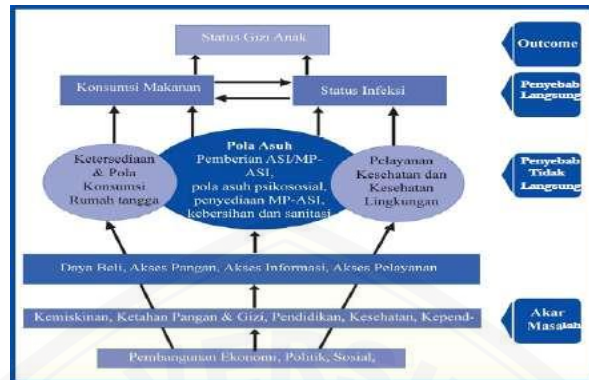 Status Gizi Anak
Outcome
Konsumsi Makanan
Status Infeksi
Penyebab
Langsung
Ketersediaan
& Pola
Konsumsi
Rumah tangga
Pola Asuh
Pemberian ASI/MP-
ASI,
pola asuh psikososial,
penyediaan MP-ASI,
kebersihan dan sanitasi
Pelayanan
Kesehatan dan
Kesehatan
Lingkungan
Penyebab
Tidak
Langsung
Daya Beli, Akses Pangan, Akses Informasi, Akses Pelayanan
Kemiskinan, Ketahan Pangan & Gizi, Pendidikan, Kesehatan, Kepend-
Akar
Masalah
Pembangunan Ekonomi, Politik, Sosial,